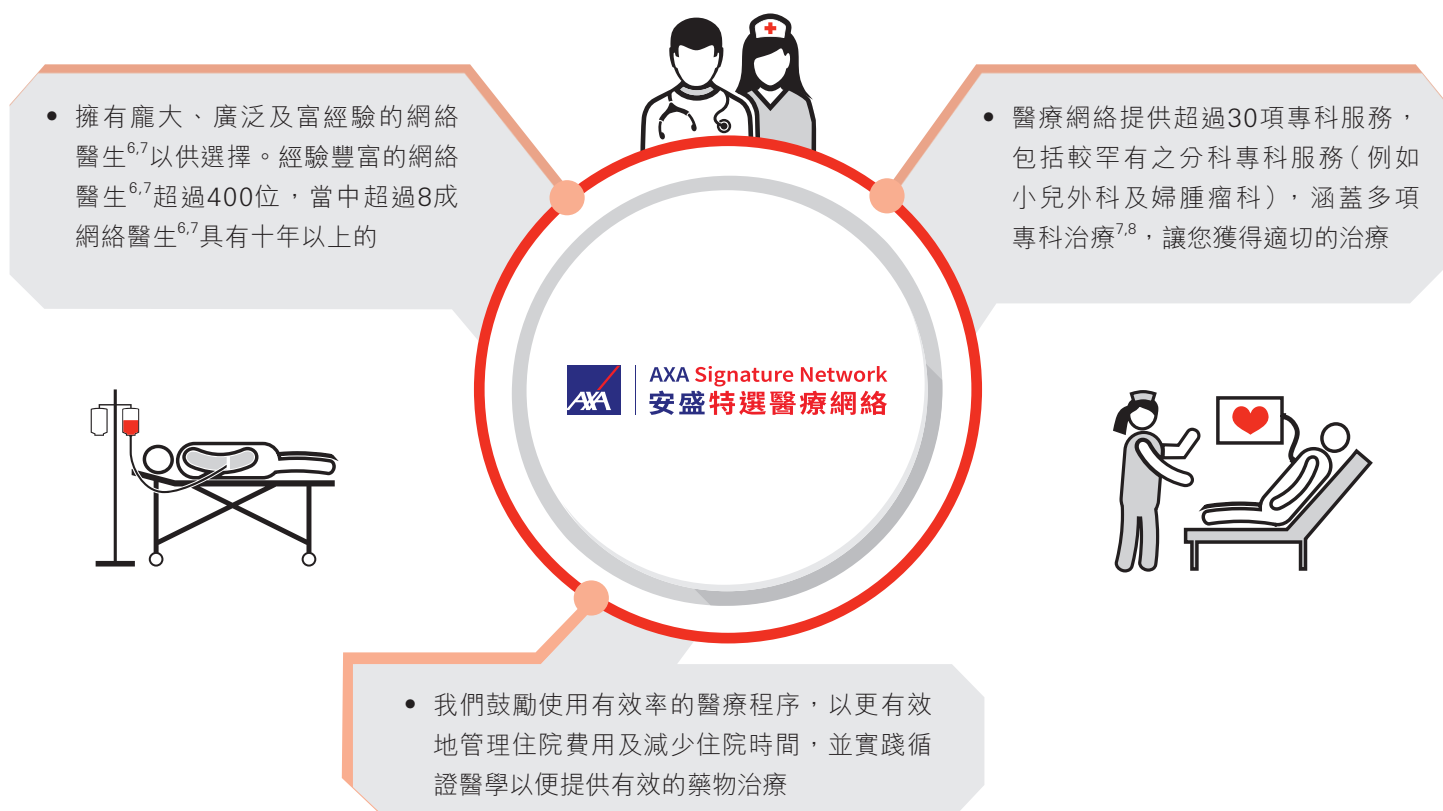 • 擁有龐大、廣泛及富經驗的網絡
醫生6,7以供選擇。經驗豐富的網絡
醫生6,7超過400位，當中超過8成
網絡醫生6,7具有十年以上的
• 醫療網絡提供超過30項專科服務，
包括較罕有之分科專科服務（例如
小兒外科及婦腫瘤科），涵蓋多項
專科治療7,8，讓您獲得適切的治療
AXA
AXA Signature Network
安盛特選醫療網絡
• 我們鼓勵使用有效率的醫療程序，以更有效
地管理住院費用及減少住院時間，並實踐循
證醫學以便提供有效的藥物治療